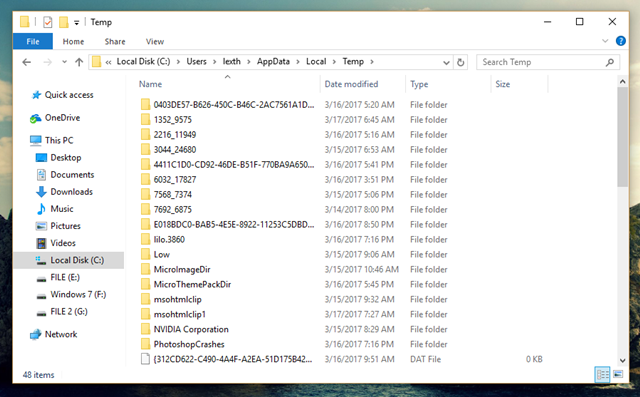 Temp
File Home Share View
Local Disk (C:) Users lexth AppData Local Temp Search Temp
Name Date modified Type Size
Quick access
OneDrive
This PC
Desktop
Documents
Downloads
Music
Pictures
Videos
Local Disk (C:)
FILE (E:)
Windows 7 (F:)
FILE 2 (G:)
Network
0403DE57-B626-450C-B46C-2AC7561A1D... 3/16/2017 5:20 AM File folder
1352_9575 3/17/2017 6:45 AM File folder
2216_11949 3/16/2017 5:16 AM File folder
3044_24680 3/15/2017 6:53 AM File folder
4411C1D0-CD92-46DE-B51F-770BA9A650... 3/16/2017 5:41 PM File folder
6032_17827 3/16/2017 3:51 PM File folder
7568_7374 3/15/2017 5:06 PM File folder
7692_6875 3/14/2017 8:00 PM File folder
E018BDC0-BAB5-4E5E-8922-11253C5DBD... 3/16/2017 8:50 PM File folder
lilo.3860 3/16/2017 7:16 PM File folder
Low 3/15/2017 9:06 AM File folder
MicroImageDir 3/15/2017 10:46 AM File folder
MicroThemePackDir 3/16/2017 5:45 PM File folder
msohtmlclip 3/15/2017 9:32 AM File folder
msohtmlclip1 3/17/2017 7:27 AM File folder
NVIDIA Corporation 3/15/2017 8:29 AM File folder
PhotoshopCrashes 3/16/2017 7:16 PM File folder
{312CD622-C490-4A4F-A2EA-51D175B42... 3/16/2017 9:51 AM DAT File 0 KB
48 items